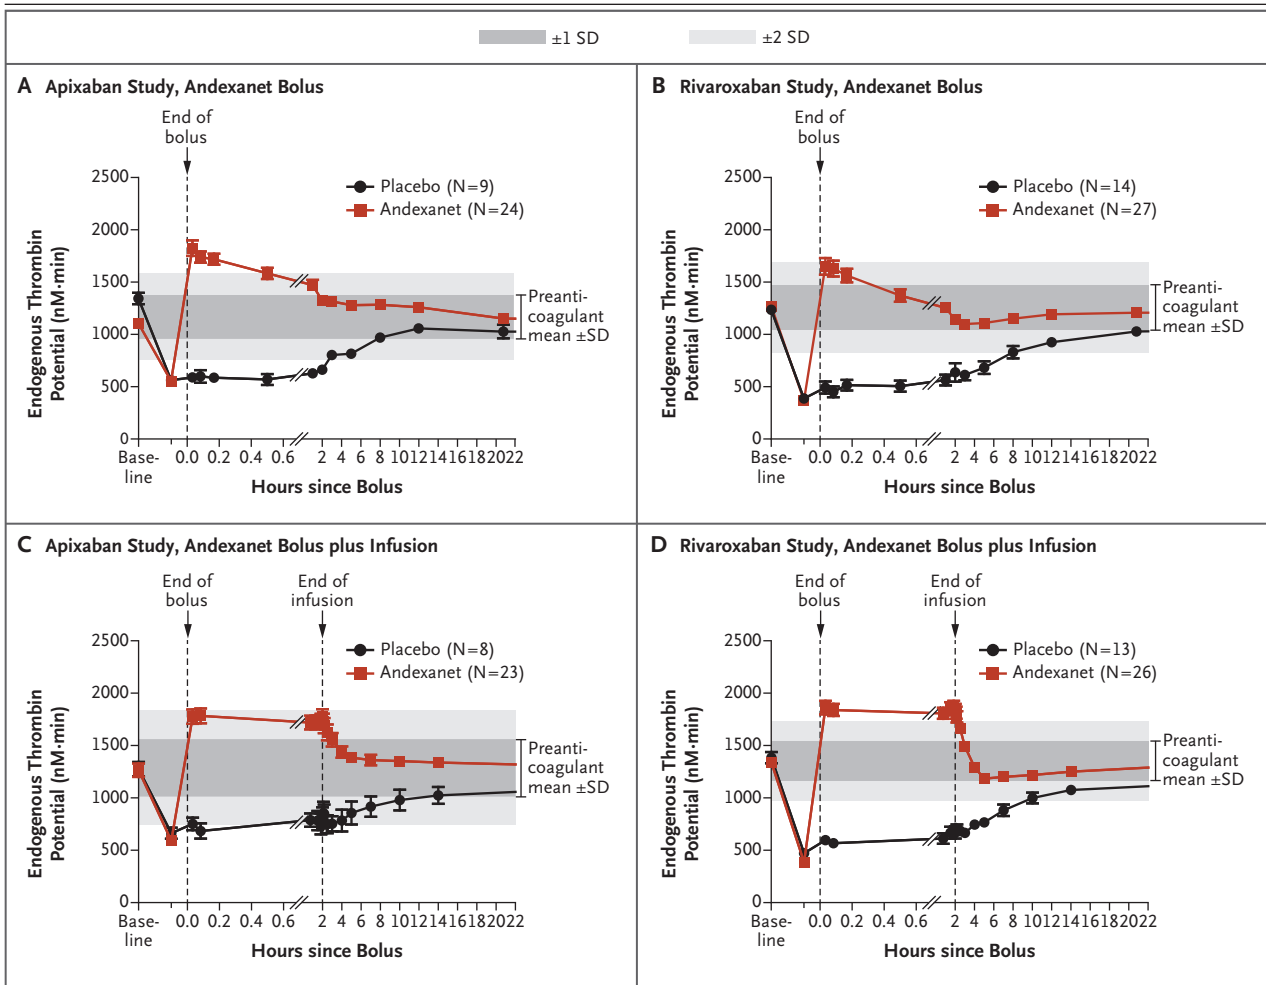 ±1 SD
±2 SD
A Apixaban Study, Andexanet Bolus
End of
bolus
2500
2000
1500
1000
500
0
Endogenous Thrombin
Potential (nM·min)
Placebo (N=9)
Andexanet (N=24)
Preanti-
coagulant
mean ±SD
Base-
line
0.0 0.2 0.4 0.6 2 4 6 8 10 12 14 16 18 20 22
Hours since Bolus
B Rivaroxaban Study, Andexanet Bolus
End of
bolus
2500
2000
1500
1000
500
0
Endogenous Thrombin
Potential (nM·min)
Placebo (N=14)
Andexanet (N=27)
Preanti-
coagulant
mean ±SD
Base-
line
0.0 0.2 0.4 0.6 2 4 6 8 10 12 14 16 18 20 22
Hours since Bolus
C Apixaban Study, Andexanet Bolus plus Infusion
End of
bolus
End of
infusion
2500
2000
1500
1000
500
0
Endogenous Thrombin
Potential (nM·min)
Placebo (N=8)
Andexanet (N=23)
Preanti-
coagulant
mean ±SD
Base-
line
0.0 0.2 0.4 0.6 2 4 6 8 10 12 14 16 18 20 22
Hours since Bolus
D Rivaroxaban Study, Andexanet Bolus plus Infusion
End of
bolus
End of
infusion
2500
2000
1500
1000
500
0
Endogenous Thrombin
Potential (nM·min)
Placebo (N=13)
Andexanet (N=26)
Preanti-
coagulant
mean ±SD
Base-
line
0.0 0.2 0.4 0.6 2 4 6 8 10 12 14 16 18 20 22
Hours since Bolus